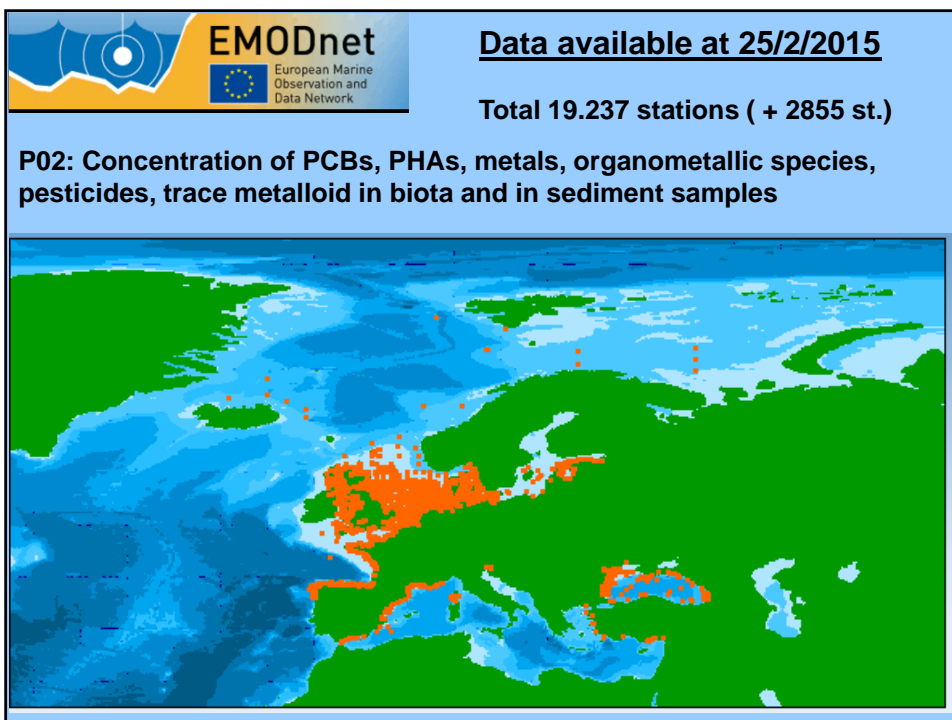 EMODnet
European Marine
Observation and
Data Network
Data available at 25/2/2015
Total 19.237 stations ( + 2855 st.)
P02: Concentration of PCBs, PHAs, metals, organometallic species,
pesticides, trace metalloid in biota and in sediment samples